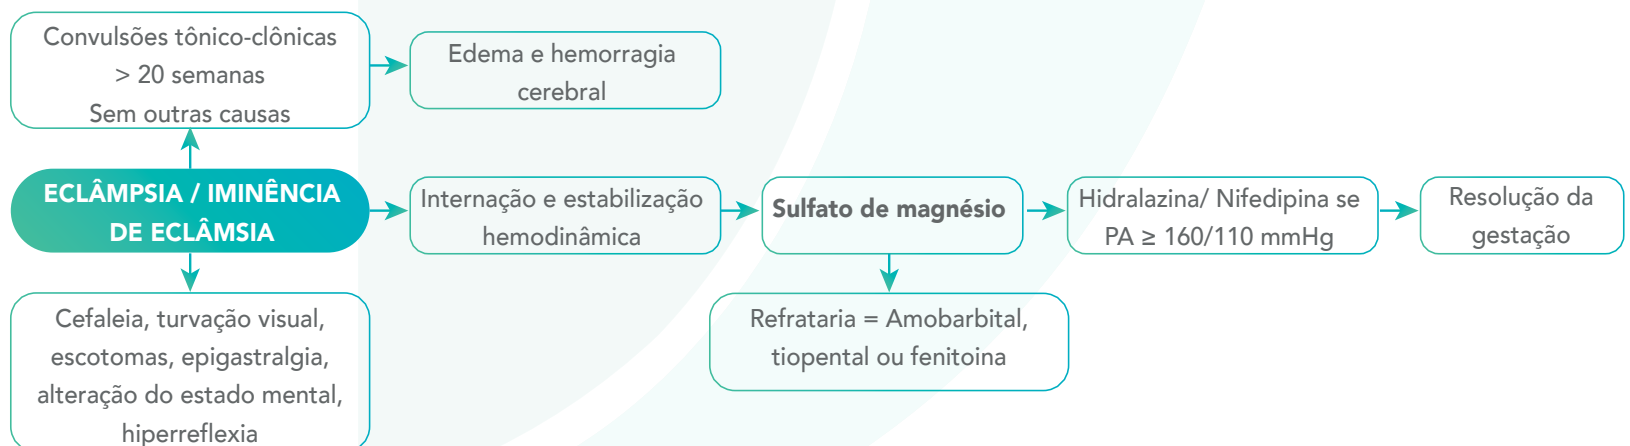 Convulsões tônico-clônicas
> 20 semanas
Sem outras causas
Edema e hemorragia
cerebral
ECLÂMPSIA / IMINÊNCIA
DE ECLÂMSIA
Internação e estabilização
hemodinâmica
Sulfato de magnésio
Hidralazina/ Nifedipina se
PA ≥ 160/110 mmHg
Resolução da
gestação
Cefaleia, turvação visual,
escotomas, epigastralgia,
alteração do estado mental,
hiperreflexia
Refrataria = Amobarbital,
tiopental ou fenitoina